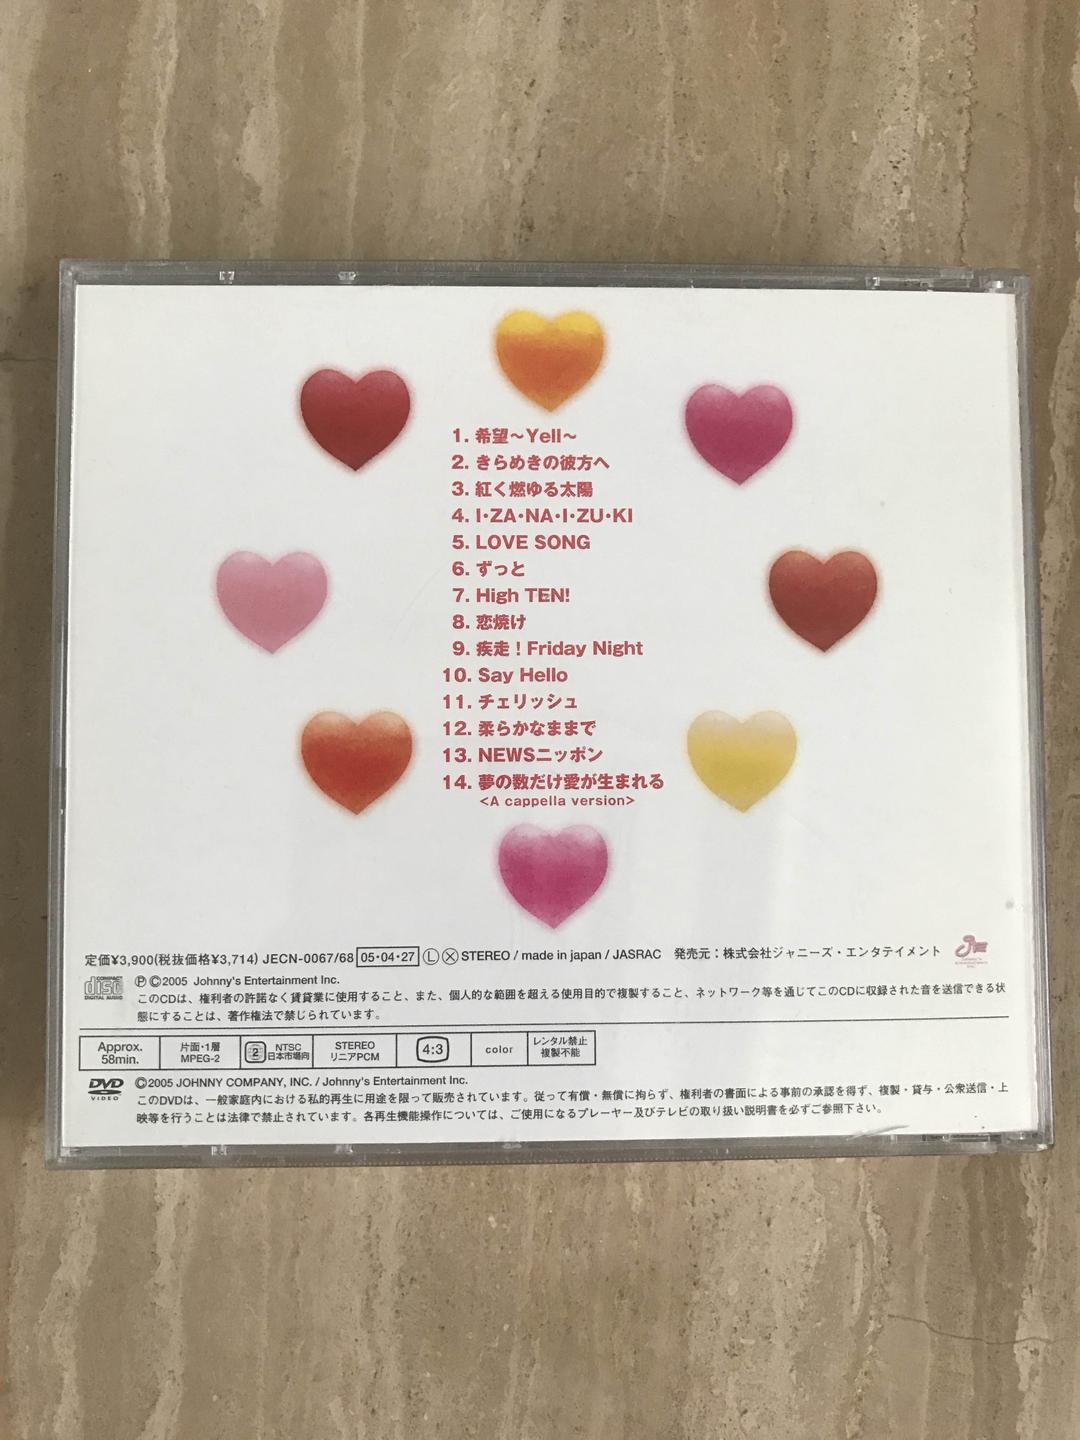 1. 希望～Yell～
2. きらめきの彼方へ
3. 紅く燃ゆる太陽
4. I・ZA・NA・I・ZU・KI
5. LOVE SONG
6. ずっと
7. High TEN!
8. 恋焼け
9. 疾走！Friday Night
10. Say Hello
11. チェリッシュ
12. 柔らかなままで
13. NEWSニッポン
14. 夢の数だけ愛が生まれる
<A cappella version>
定価¥3,900(税抜価格¥3,714) JECN-0067/68 05・04・27 Ⓛ Ⓧ STEREO / made in japan / JASRAC 発売元：株式会社ジャニーズ・エンタテイメント
COMPACT disc DIGITAL AUDIO
Ⓟ©2005 Johnny's Entertainment Inc.
このCDは、権利者の許諾なく賃貸業に使用すること、また、個人的な範囲を超える使用目的で複製すること、ネットワーク等を通じてこのCDに収録された音を送信できる状
態にすることは、著作権法で禁じられています。
Approx. 58min. 片面・1層 MPEG-2 2 NTSC 日本市場向 STEREO リニアPCM 4:3 color レンタル禁止 複製不能
DVD VIDEO
©2005 JOHNNY COMPANY, INC. / Johnny's Entertainment Inc.
このDVDは、一般家庭内における私的再生に用途を限って販売されています。従って有償・無償に拘らず、権利者の書面による事前の承認を得ず、複製・貸与・公衆送信・上
映等を行うことは法律で禁止されています。各再生機能操作については、ご使用になるプレーヤー及びテレビの取り扱い説明書を必ずご参照下さい。